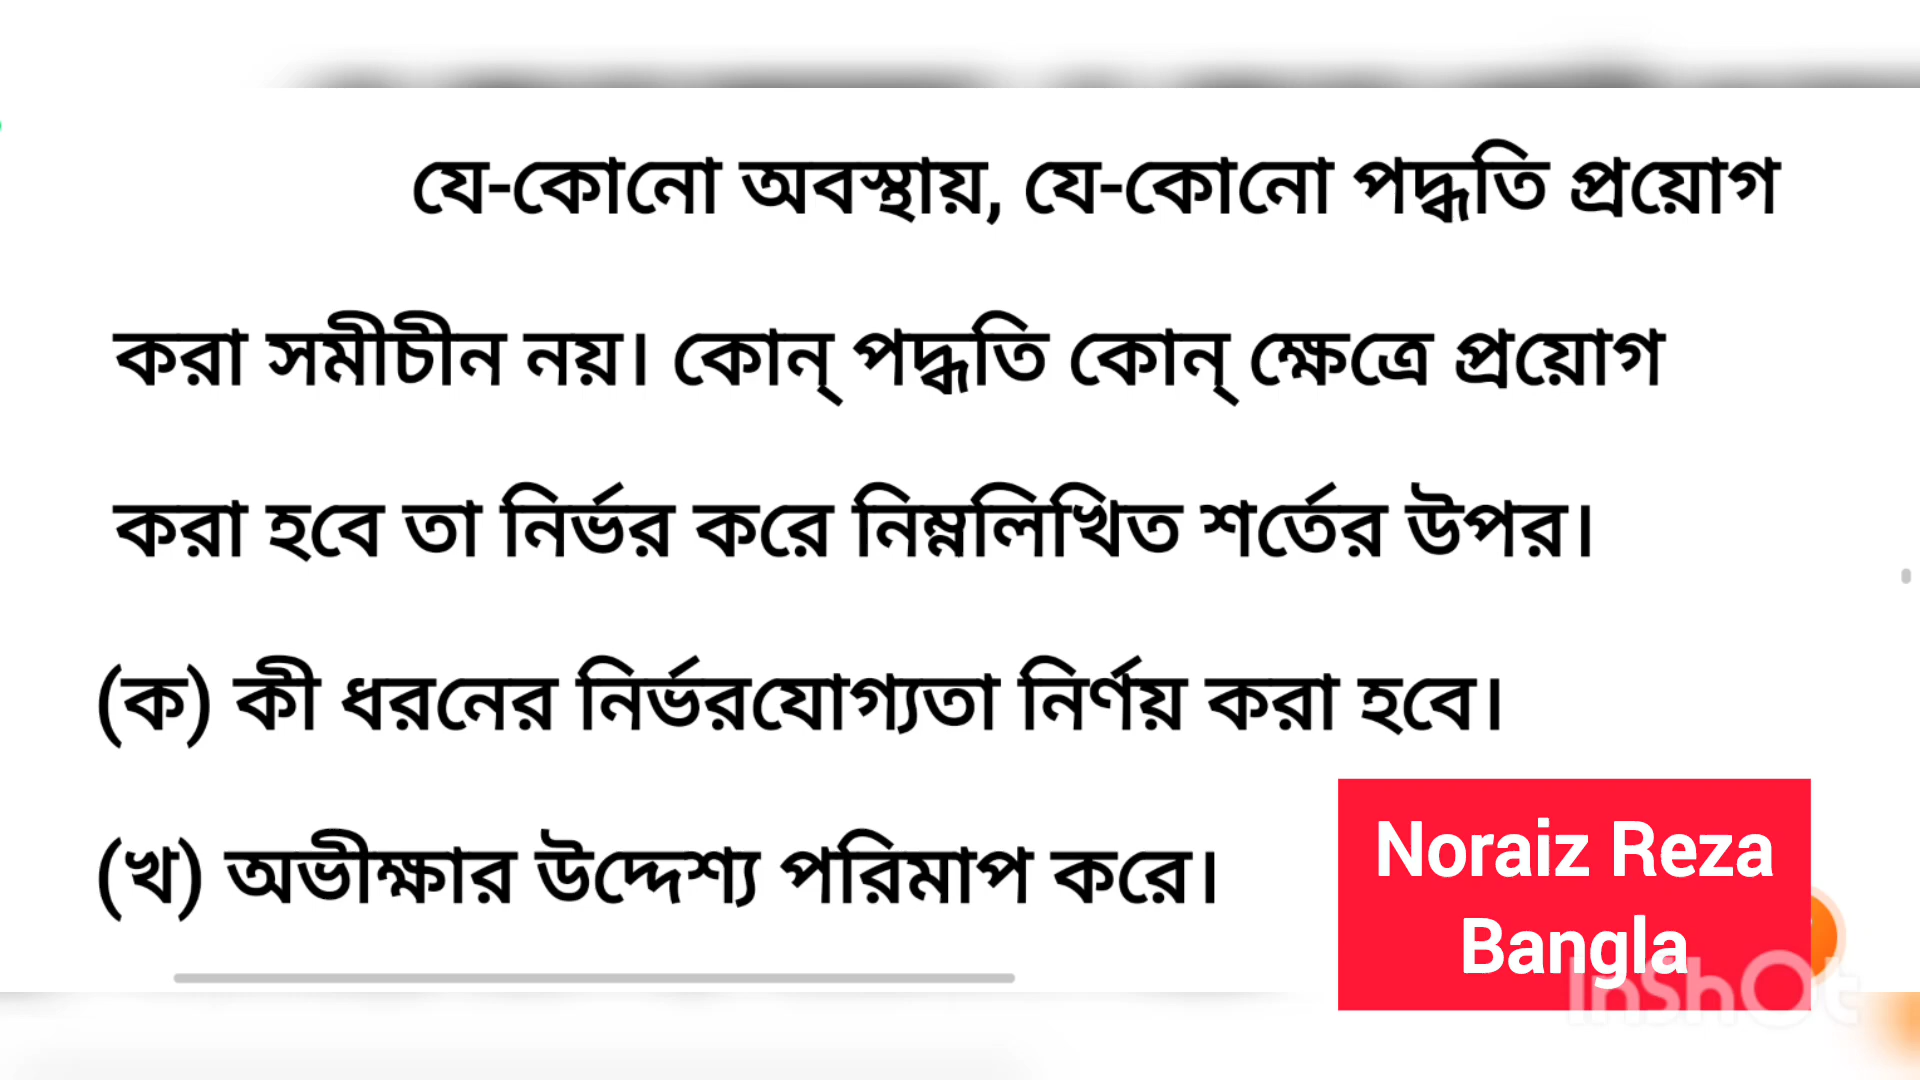 যে-কোনো অবস্থায়, যে-কোনো পদ্ধতি প্রয়োগ
করা সমীচীন নয়। কোন্ পদ্ধতি কোন্ ক্ষেত্রে প্রয়োগ
করা হবে তা নির্ভর করে নিম্নলিখিত শর্তের উপর।
(ক) কী ধরনের নির্ভরযোগ্যতা নির্ণয় করা হবে।
(খ) অভীক্ষার উদ্দেশ্য পরিমাপ করে।
Noraiz Reza
Bangla
InShOt